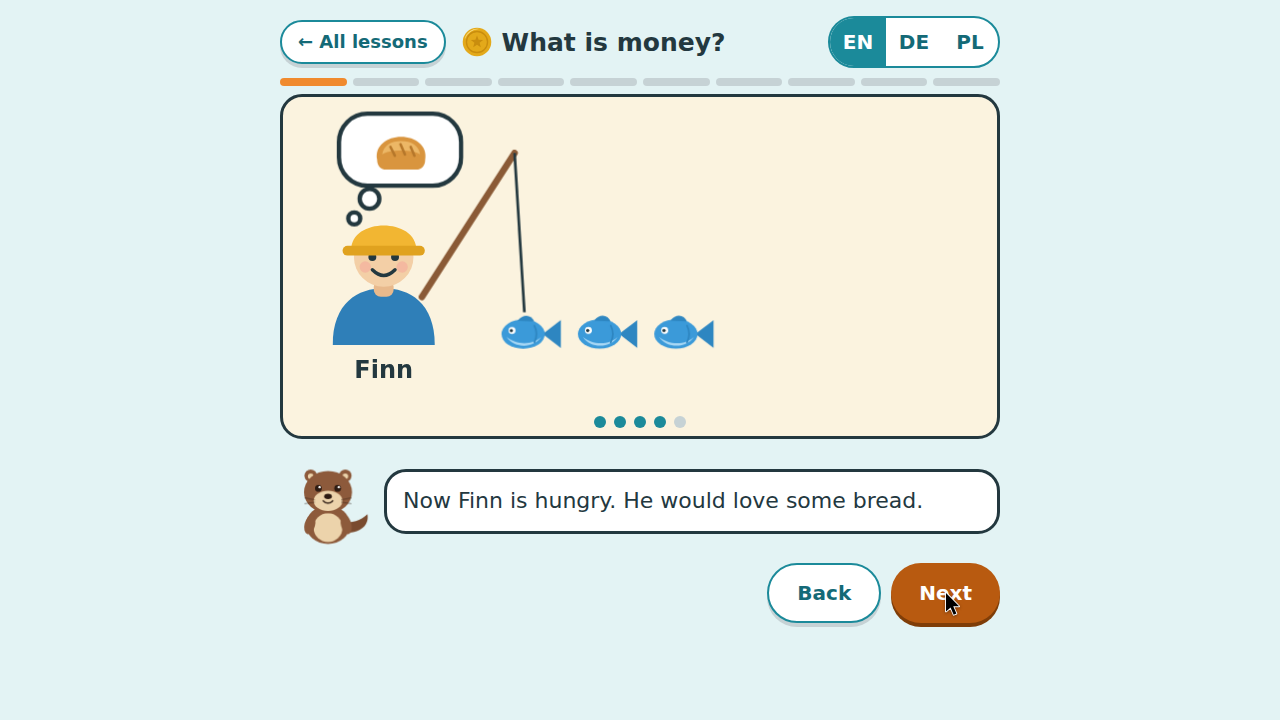 ← All lessons
What is money?
EN DE PL
Finn
Now Finn is hungry. He would love some bread.
Back
Next